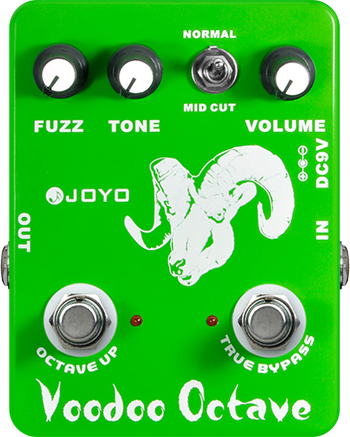 NORMAL
MID CUT
FUZZ TONE VOLUME
DC9V
JOYO
OUT
IN
OCTAVE UP
TRUE BYPASS
Voodoo Octave